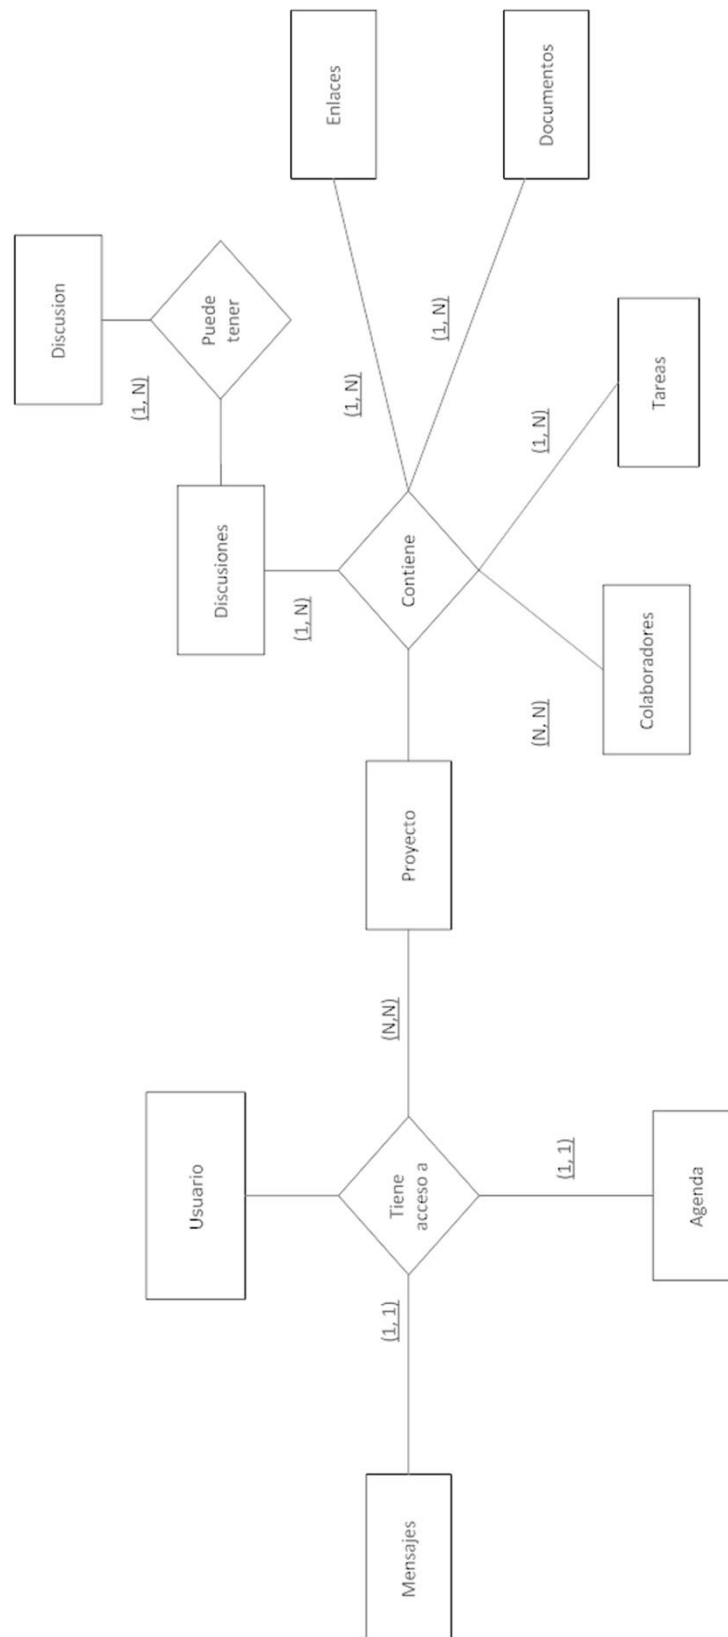 Discusion
(1, N)
Usuario
Discusiones
Puede
tener
(1, N)
Enlaces
(1, N)
Mensajes
(1, 1)
Tiene
acceso a
(N,N)
Proyecto
Contiene
(1, N)
Documentos
(1, 1)
(N, N)
(1, N)
Agenda
Colaboradores
Tareas